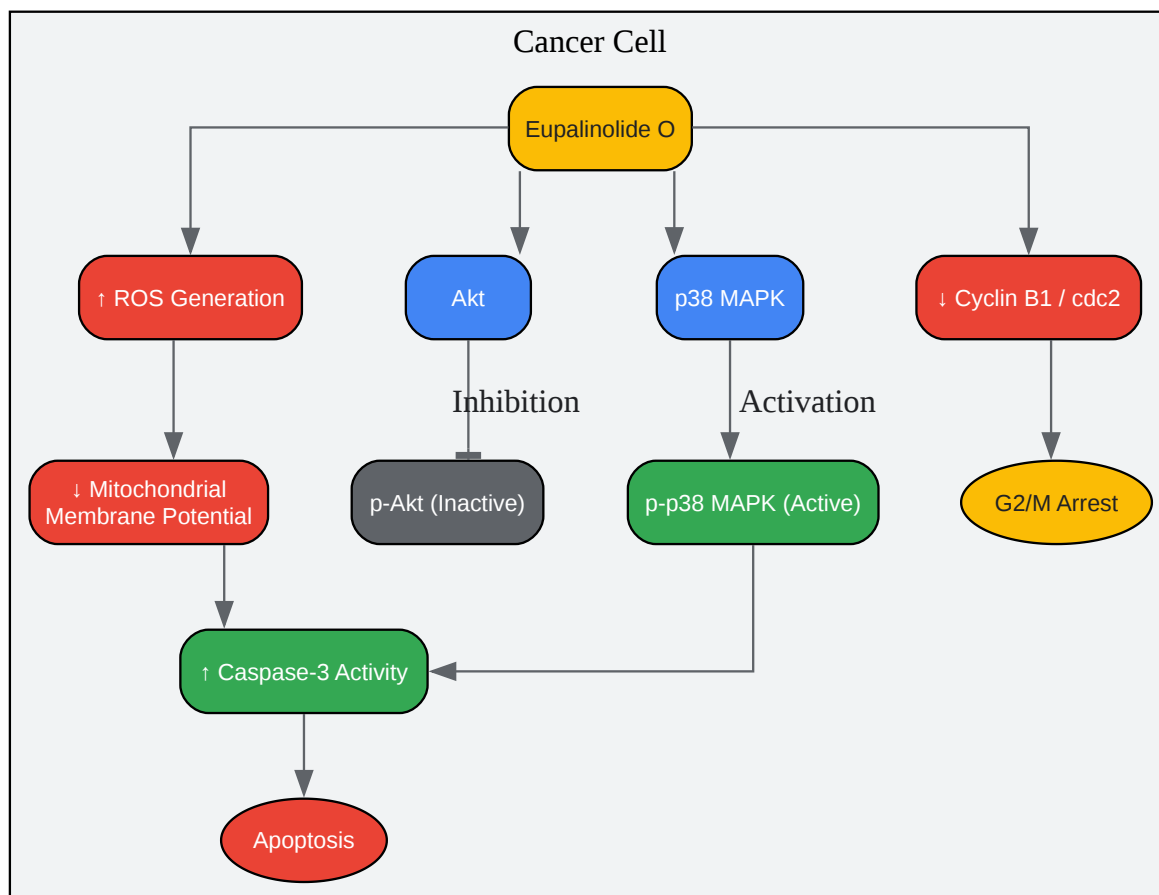 Cancer Cell
Eupalinolide O
↑ ROS Generation
Akt
p38 MAPK
↓ Cyclin B1 / cdc2
Inhibition
Activation
↓ Mitochondrial
Membrane Potential
p-Akt (Inactive)
p-p38 MAPK (Active)
G2/M Arrest
↑ Caspase-3 Activity
Apoptosis